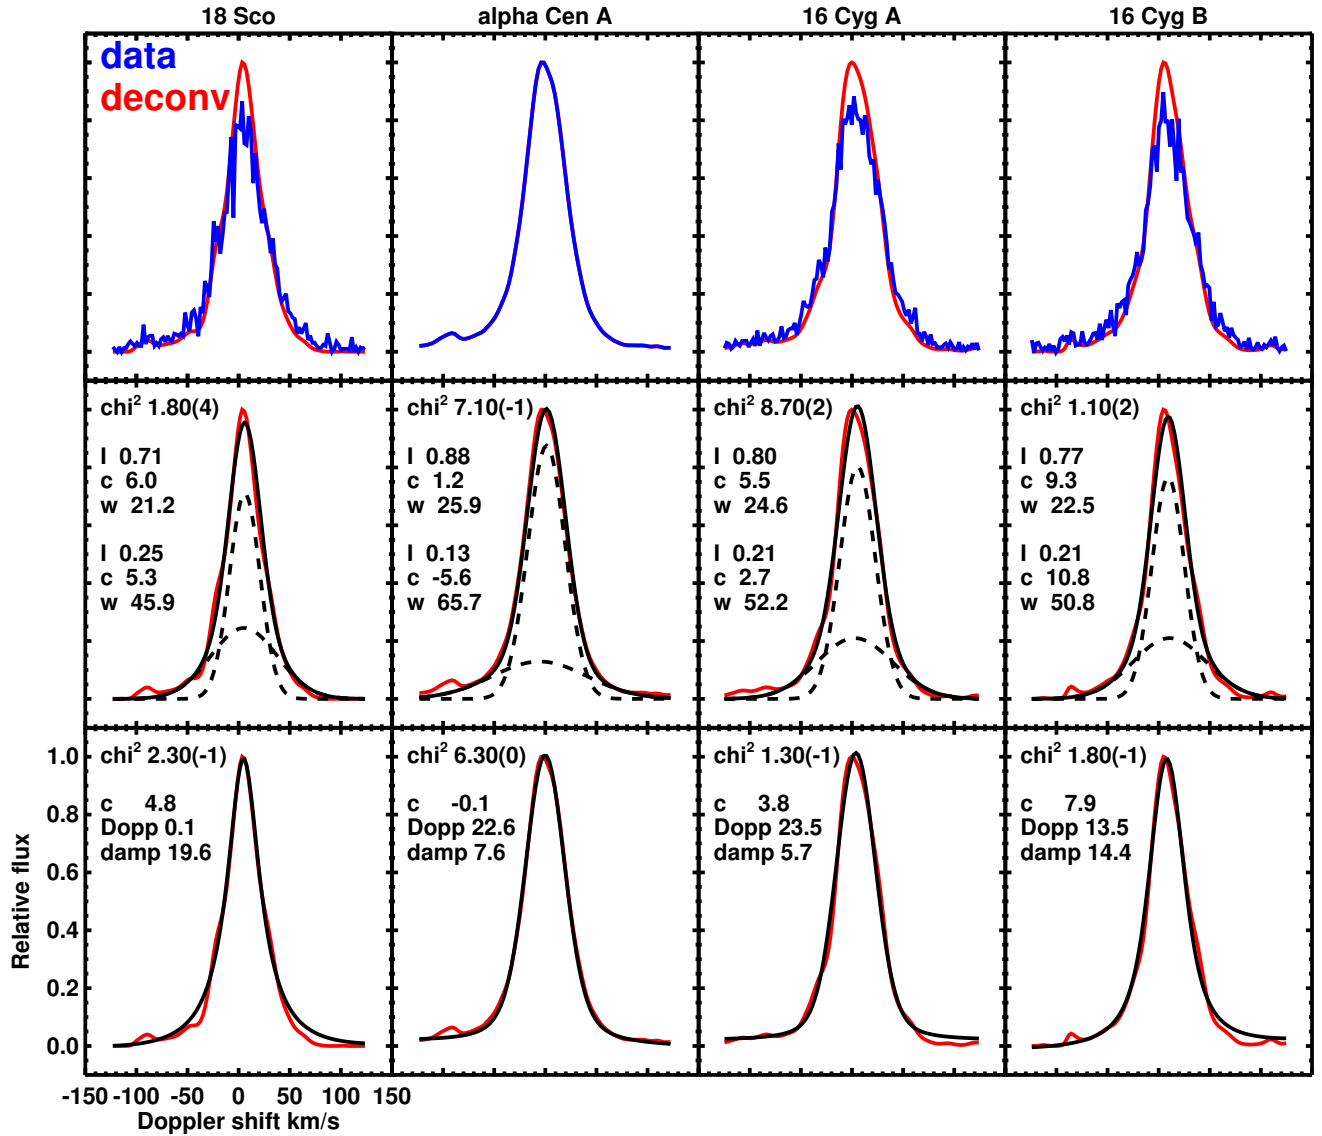 18 Sco
alpha Cen A
16 Cyg A
16 Cyg B
data
deconv
chi² 1.80(4)
I 0.71
c 6.0
w 21.2
I 0.25
c 5.3
w 45.9
chi² 7.10(-1)
I 0.88
c 1.2
w 25.9
I 0.13
c -5.6
w 65.7
chi² 8.70(2)
I 0.80
c 5.5
w 24.6
I 0.21
c 2.7
w 52.2
chi² 1.10(2)
I 0.77
c 9.3
w 22.5
I 0.21
c 10.8
w 50.8
chi² 2.30(-1)
c 4.8
Dopp 0.1
damp 19.6
chi² 6.30(0)
c -0.1
Dopp 22.6
damp 7.6
chi² 1.30(-1)
c 3.8
Dopp 23.5
damp 5.7
chi² 1.80(-1)
c 7.9
Dopp 13.5
damp 14.4
Relative flux
1.0
0.8
0.6
0.4
0.2
0.0
-150 -100 -50 0 50 100 150
Doppler shift km/s